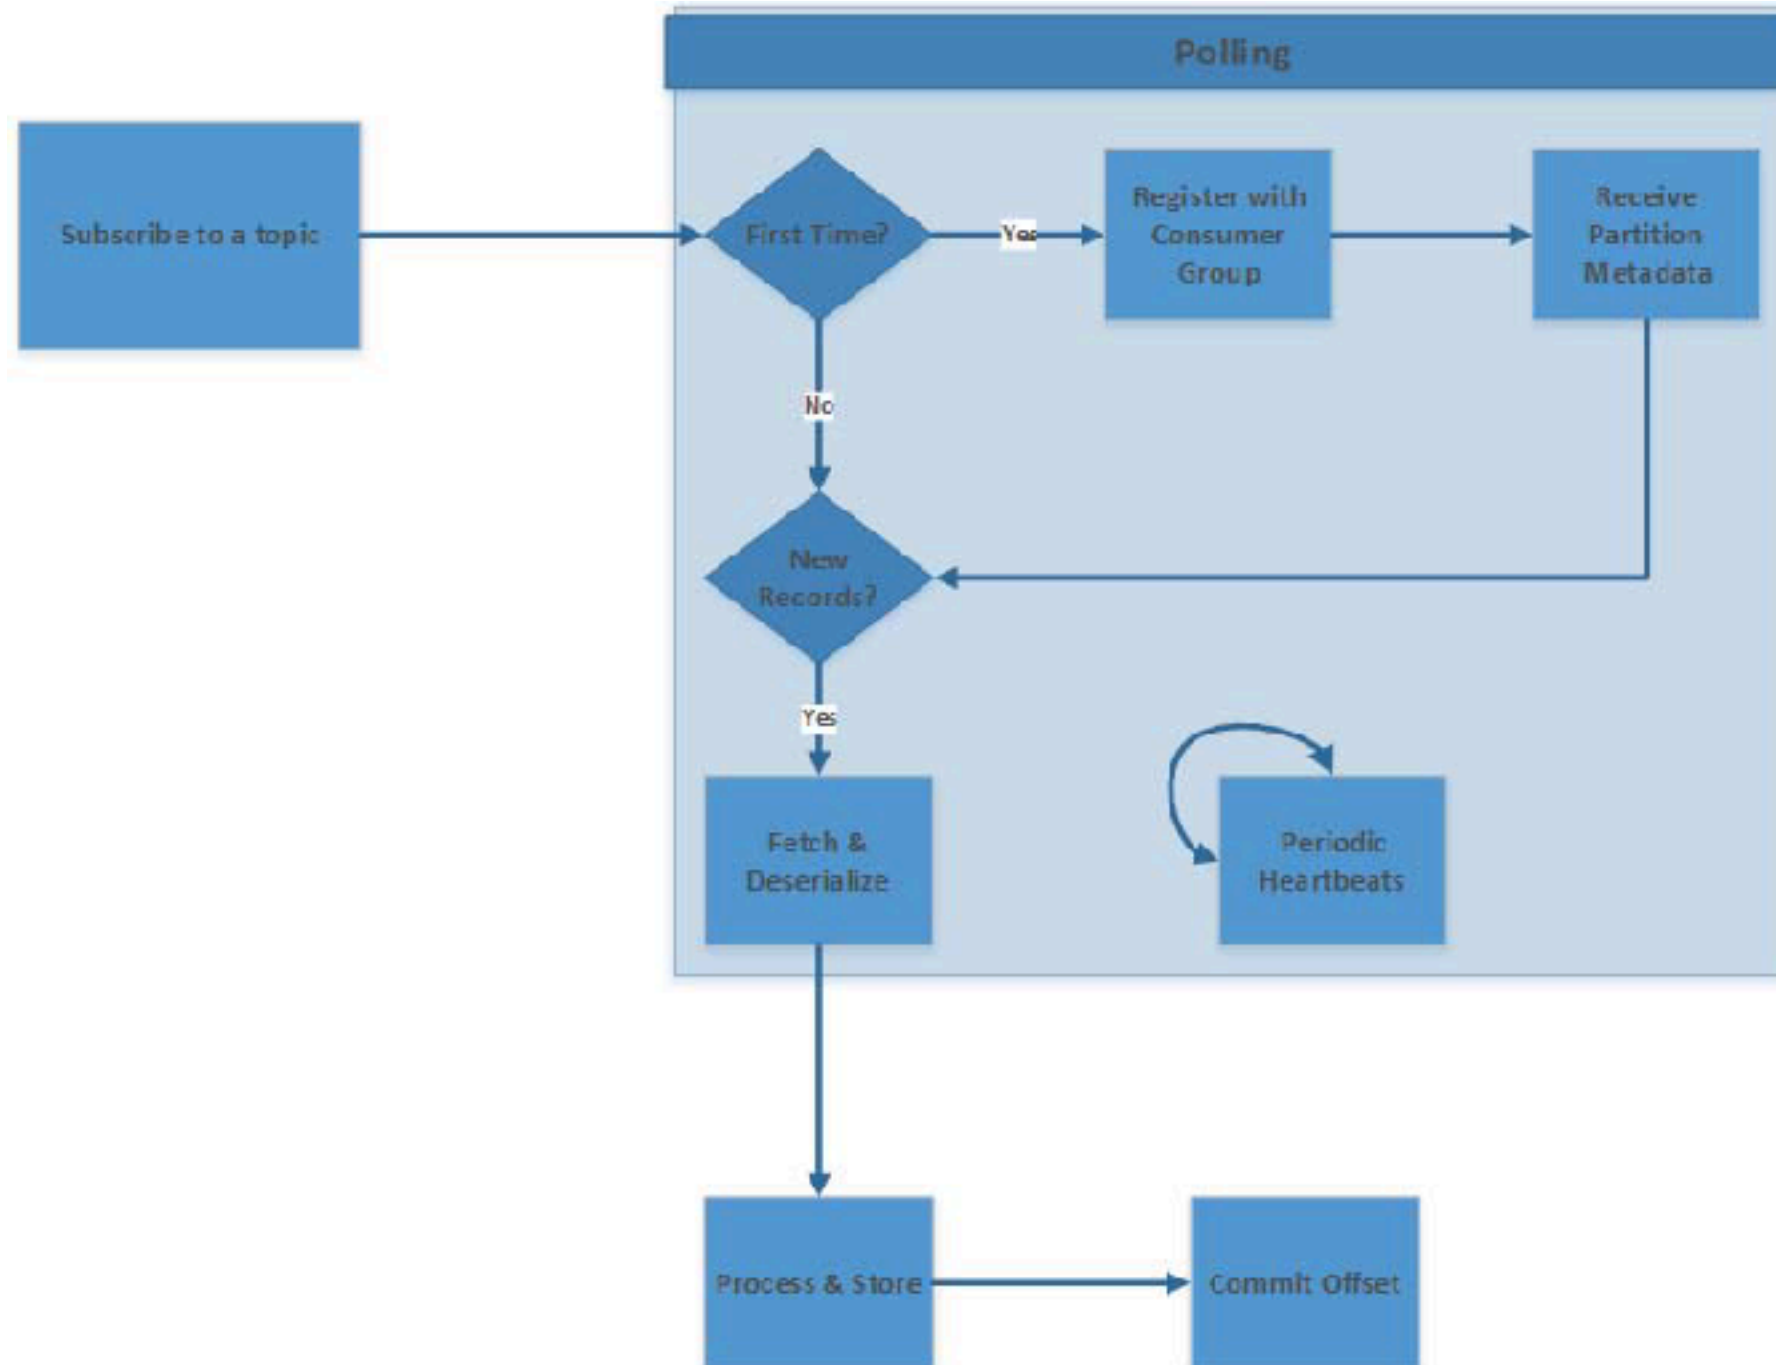 Polling
Subscribe to a topic
First Time?
Yes
Register with
Consumer
Group
Receive
Partition
Metadata
No
New
Records?
Yes
Fetch &
Deserialize
Periodic
Heartbeats
Process & Store
Commit Offset